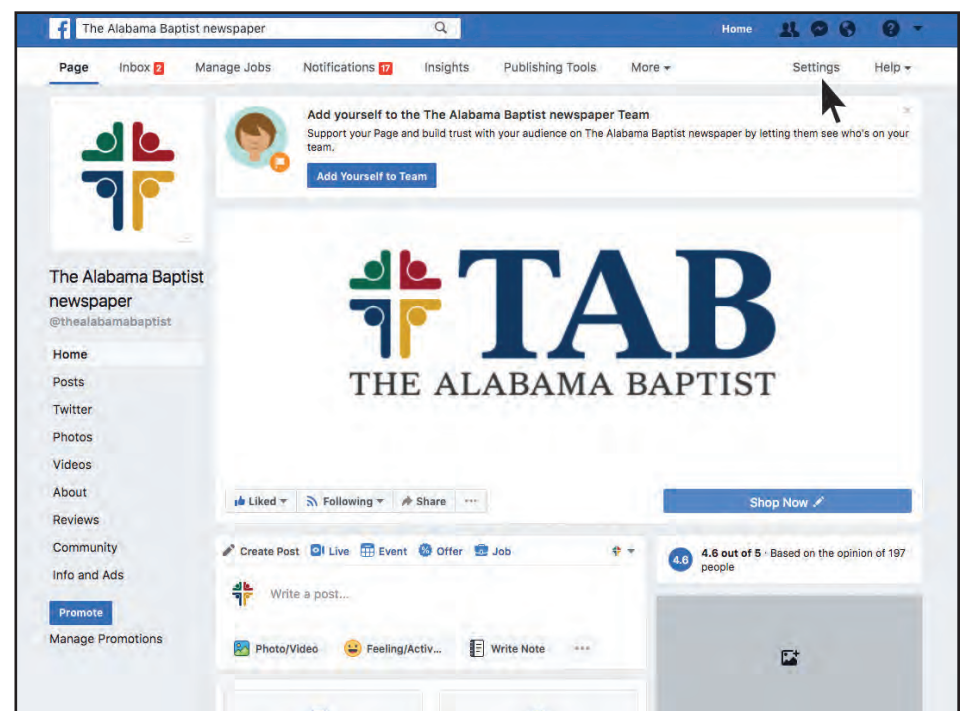 The Alabama Baptist newspaper
Home
Page Inbox 2 Manage Jobs Notifications 17 Insights Publishing Tools More Settings Help
Add yourself to the The Alabama Baptist newspaper Team
Support your Page and build trust with your audience on The Alabama Baptist newspaper by letting them see who's on your
team.
Add Yourself to Team
The Alabama Baptist
newspaper
@thealabamabaptist
Home
Posts
Twitter
Photos
Videos
About
Reviews
Community
Info and Ads
Promote
Manage Promotions
TAB
THE ALABAMA BAPTIST
Liked Following Share ...
Shop Now
Create Post Live Event Offer Job
Write a post...
Photo/Video Feeling/Activ... Write Note ...
4.6
4.6 out of 5 · Based on the opinion of 197
people